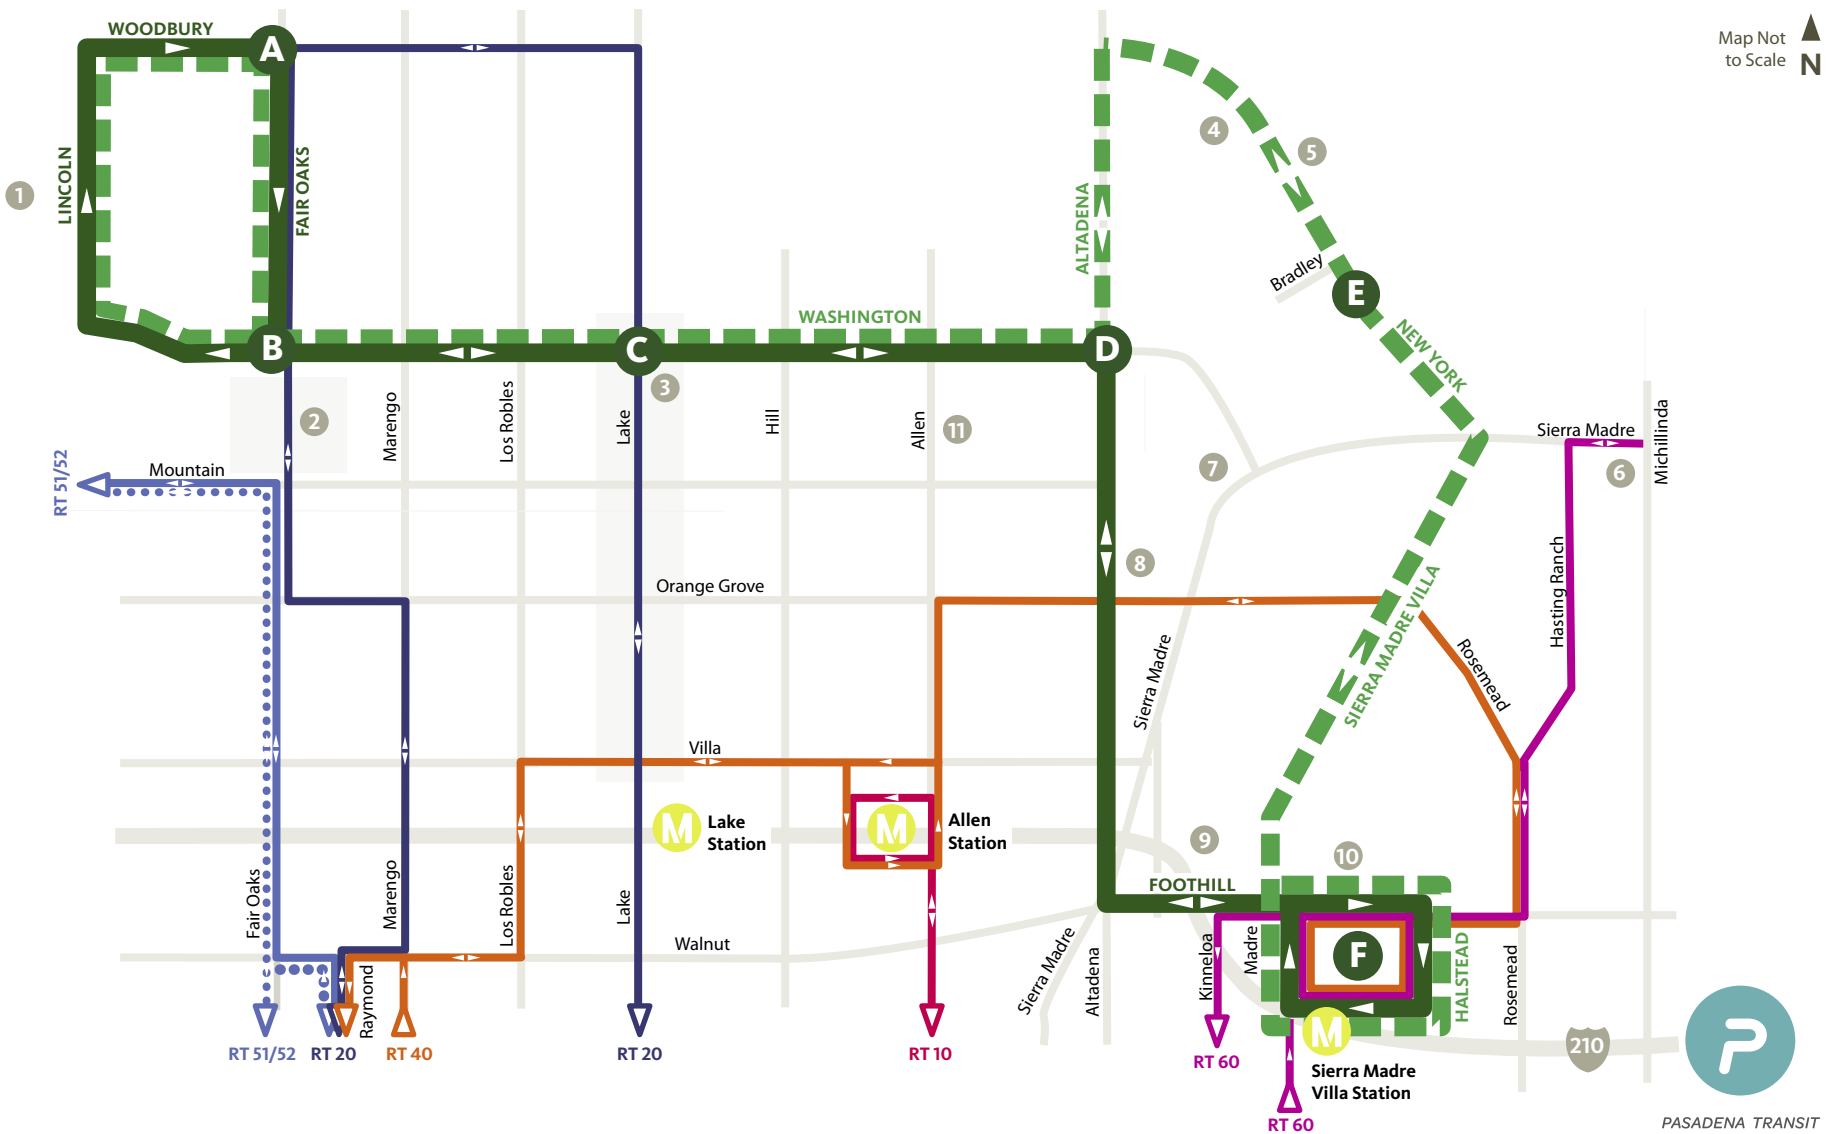 WOODBURY
A
Map Not
to Scale
N
4
5
LINCOLN
FAIR OAKS
1
ALTADENA
Bradley
E
WASHINGTON
B
C
D
NEW YORK
3
2
Marengo
Los Robles
Lake
Hill
Allen
11
Sierra Madre
Michillinda
7
6
RT 51/52
Mountain
8
Orange Grove
Hasting Ranch
SIERRA MADRE VILLA
Sierra Madre
Rosemead
Villa
M
Lake
Station
M
Allen
Station
9
10
FOOTHILL
Fair Oaks
Marengo
Los Robles
Lake
Walnut
Sierra Madre
Altadena
Kinneloa
Madre
F
HALSTEAD
Rosemead
Raymond
M
210
P
RT 51/52
RT 20
RT 40
RT 20
RT 10
RT 60
Sierra Madre
Villa Station
RT 60
PASADENA TRANSIT